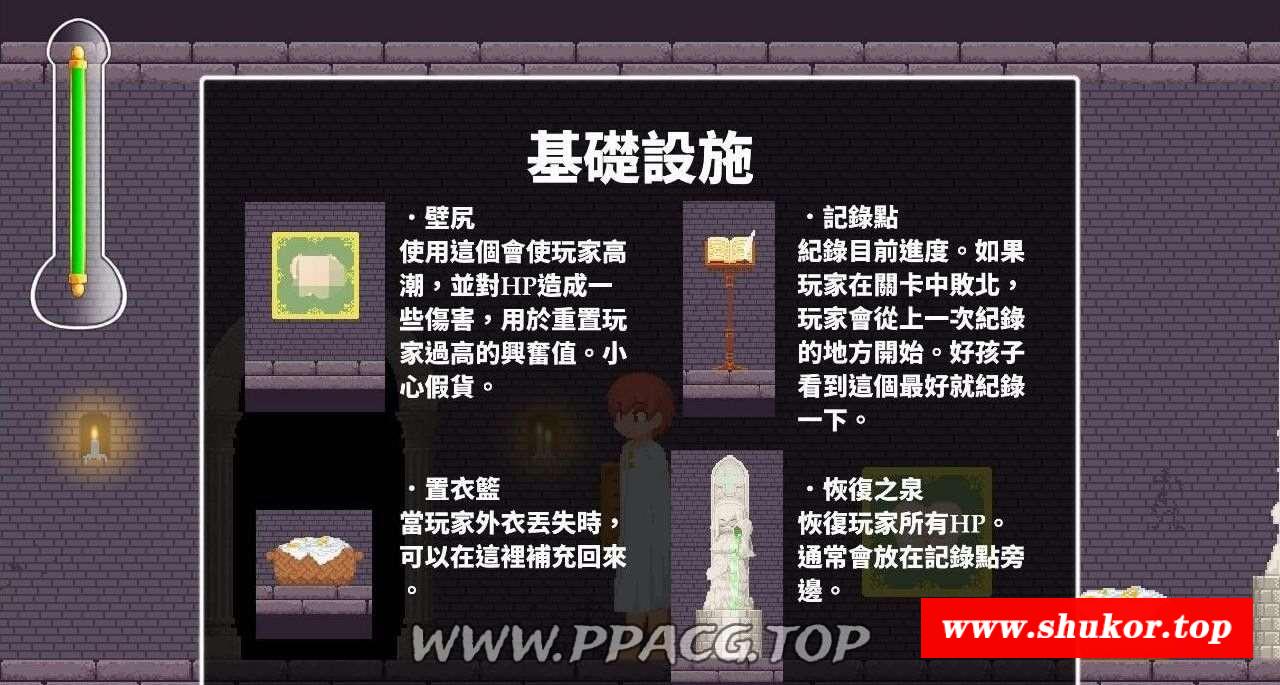 基礎設施
・壁尻
使用這個會使玩家高
潮，並對HP造成一
些傷害，用於重置玩
家過高的興奮值。小
心假貨。
・記錄點
紀錄目前進度。如果
玩家在關卡中敗北，
玩家會從上一次紀錄
的地方開始。好孩子
看到這個最好就紀錄
一下。
・置衣籃
當玩家外衣丟失時，
可以在這裡補充回來
。
・恢復之泉
恢復玩家所有HP。
通常會放在記錄點旁
邊。
WWW.PPACG.TOP
www.shukor.top